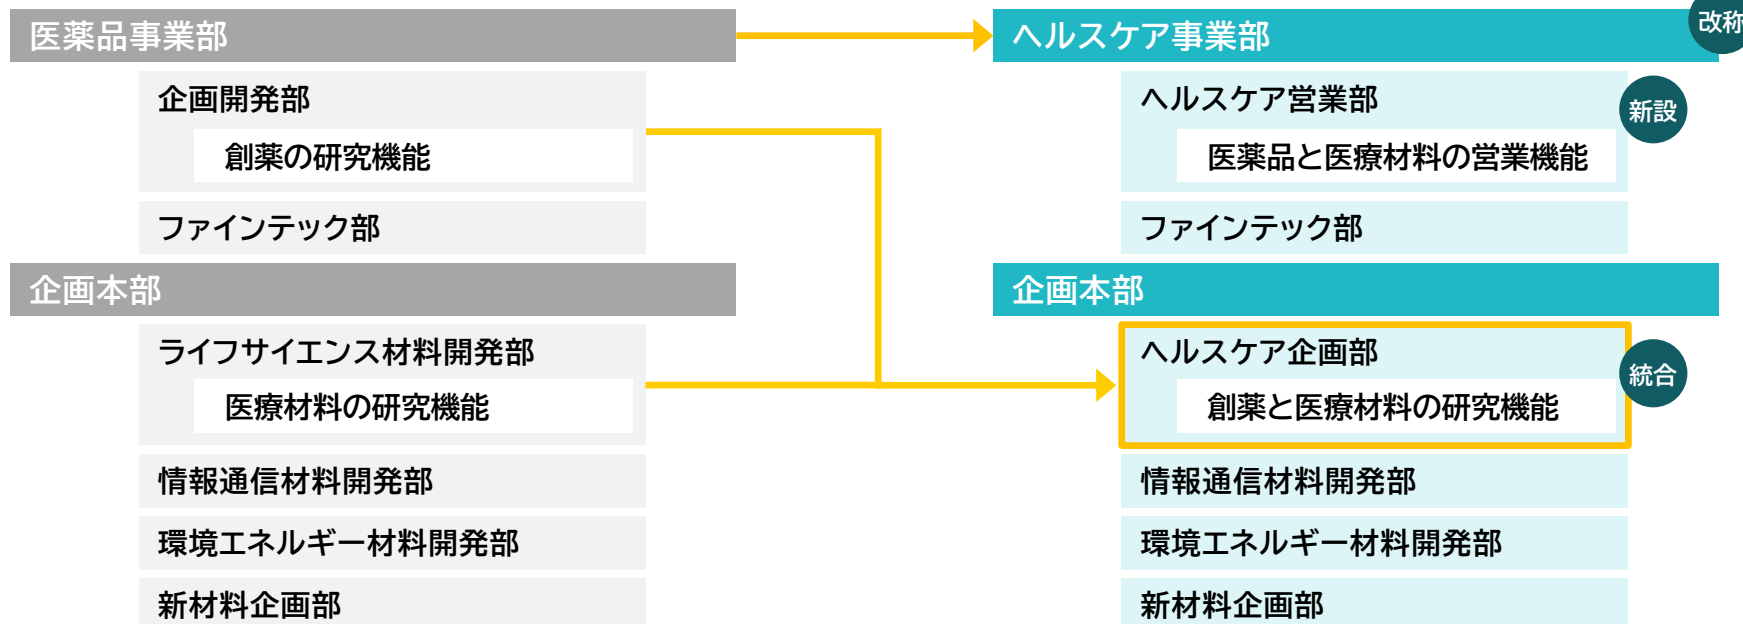 医薬品事業部
企画開発部
創薬の研究機能
ファインテック部
企画本部
ライフサイエンス材料開発部
医療材料の研究機能
情報通信材料開発部
環境エネルギー材料開発部
新材料企画部
ヘルスケア事業部
改称
ヘルスケア営業部
新設
医薬品と医療材料の営業機能
ファインテック部
企画本部
ヘルスケア企画部
統合
創薬と医療材料の研究機能
情報通信材料開発部
環境エネルギー材料開発部
新材料企画部